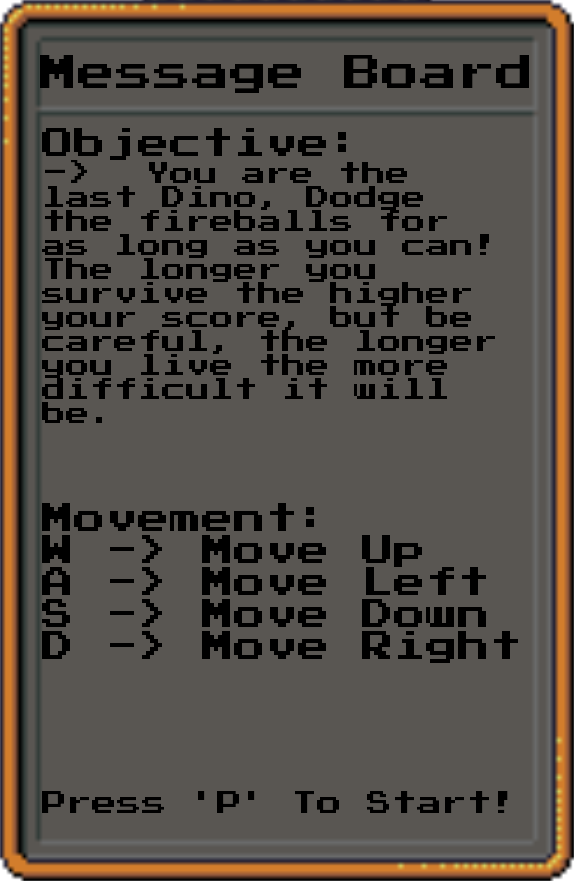 Message Board
Objective:
-> You are the
last Dino, Dodge
the fireballs for
as long as you can!
The longer you
survive the higher
your score, but be
careful, the longer
you live the more
difficult it will
be.
Movement:
W -> Move Up
A -> Move Left
S -> Move Down
D -> Move Right
Press 'P' To Start!